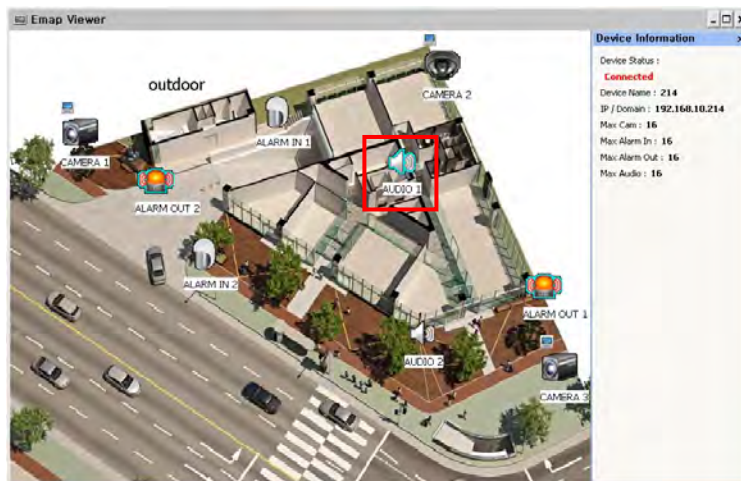 Emap Viewer
outdoor
CAMERA 1
ALARM OUT 2
ALARM IN 1
CAMERA 2
AUDIO 1
ALARM IN 2
ALARM OUT 1
AUDIO 2
CAMERA 3
Device Information
Device Status :
Connected
Device Name : 214
IP / Domain : 192.168.10.214
Max Cam : 16
Max Alarm In : 16
Max Alarm Out : 16
Max Audio : 16